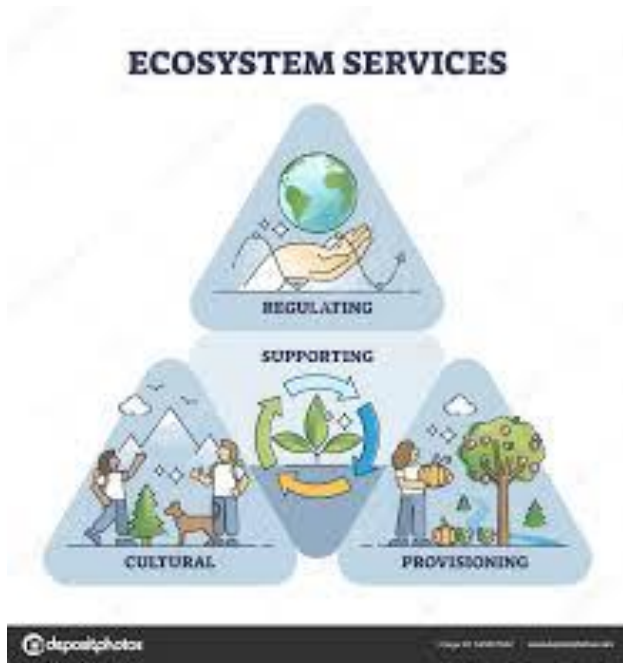 ECOSYSTEM SERVICES
REGULATING
SUPPORTING
CULTURAL
PROVISIONING
depositphotos